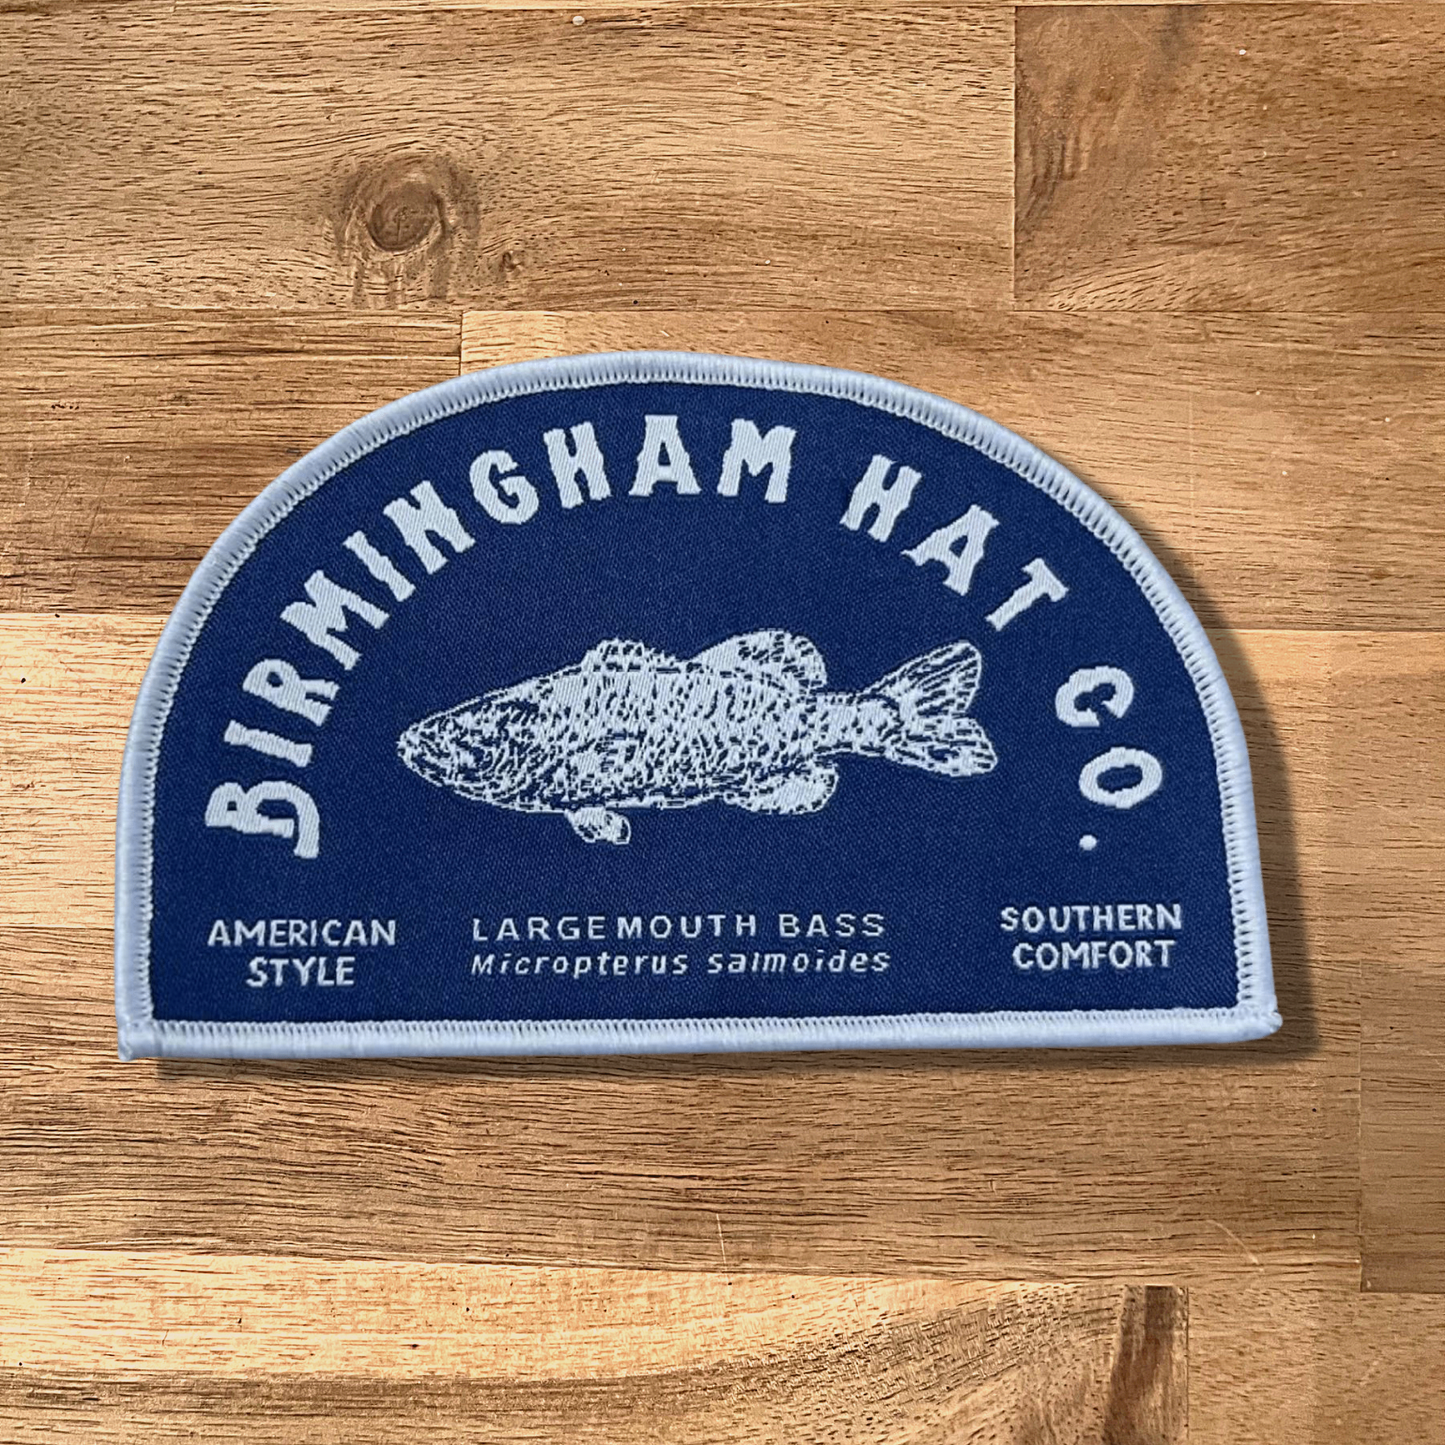 BIRMINGHAM HAT CO.
AMERICAN
STYLE
LARGEMOUTH BASS
Micropterus salmoides
SOUTHERN
COMFORT